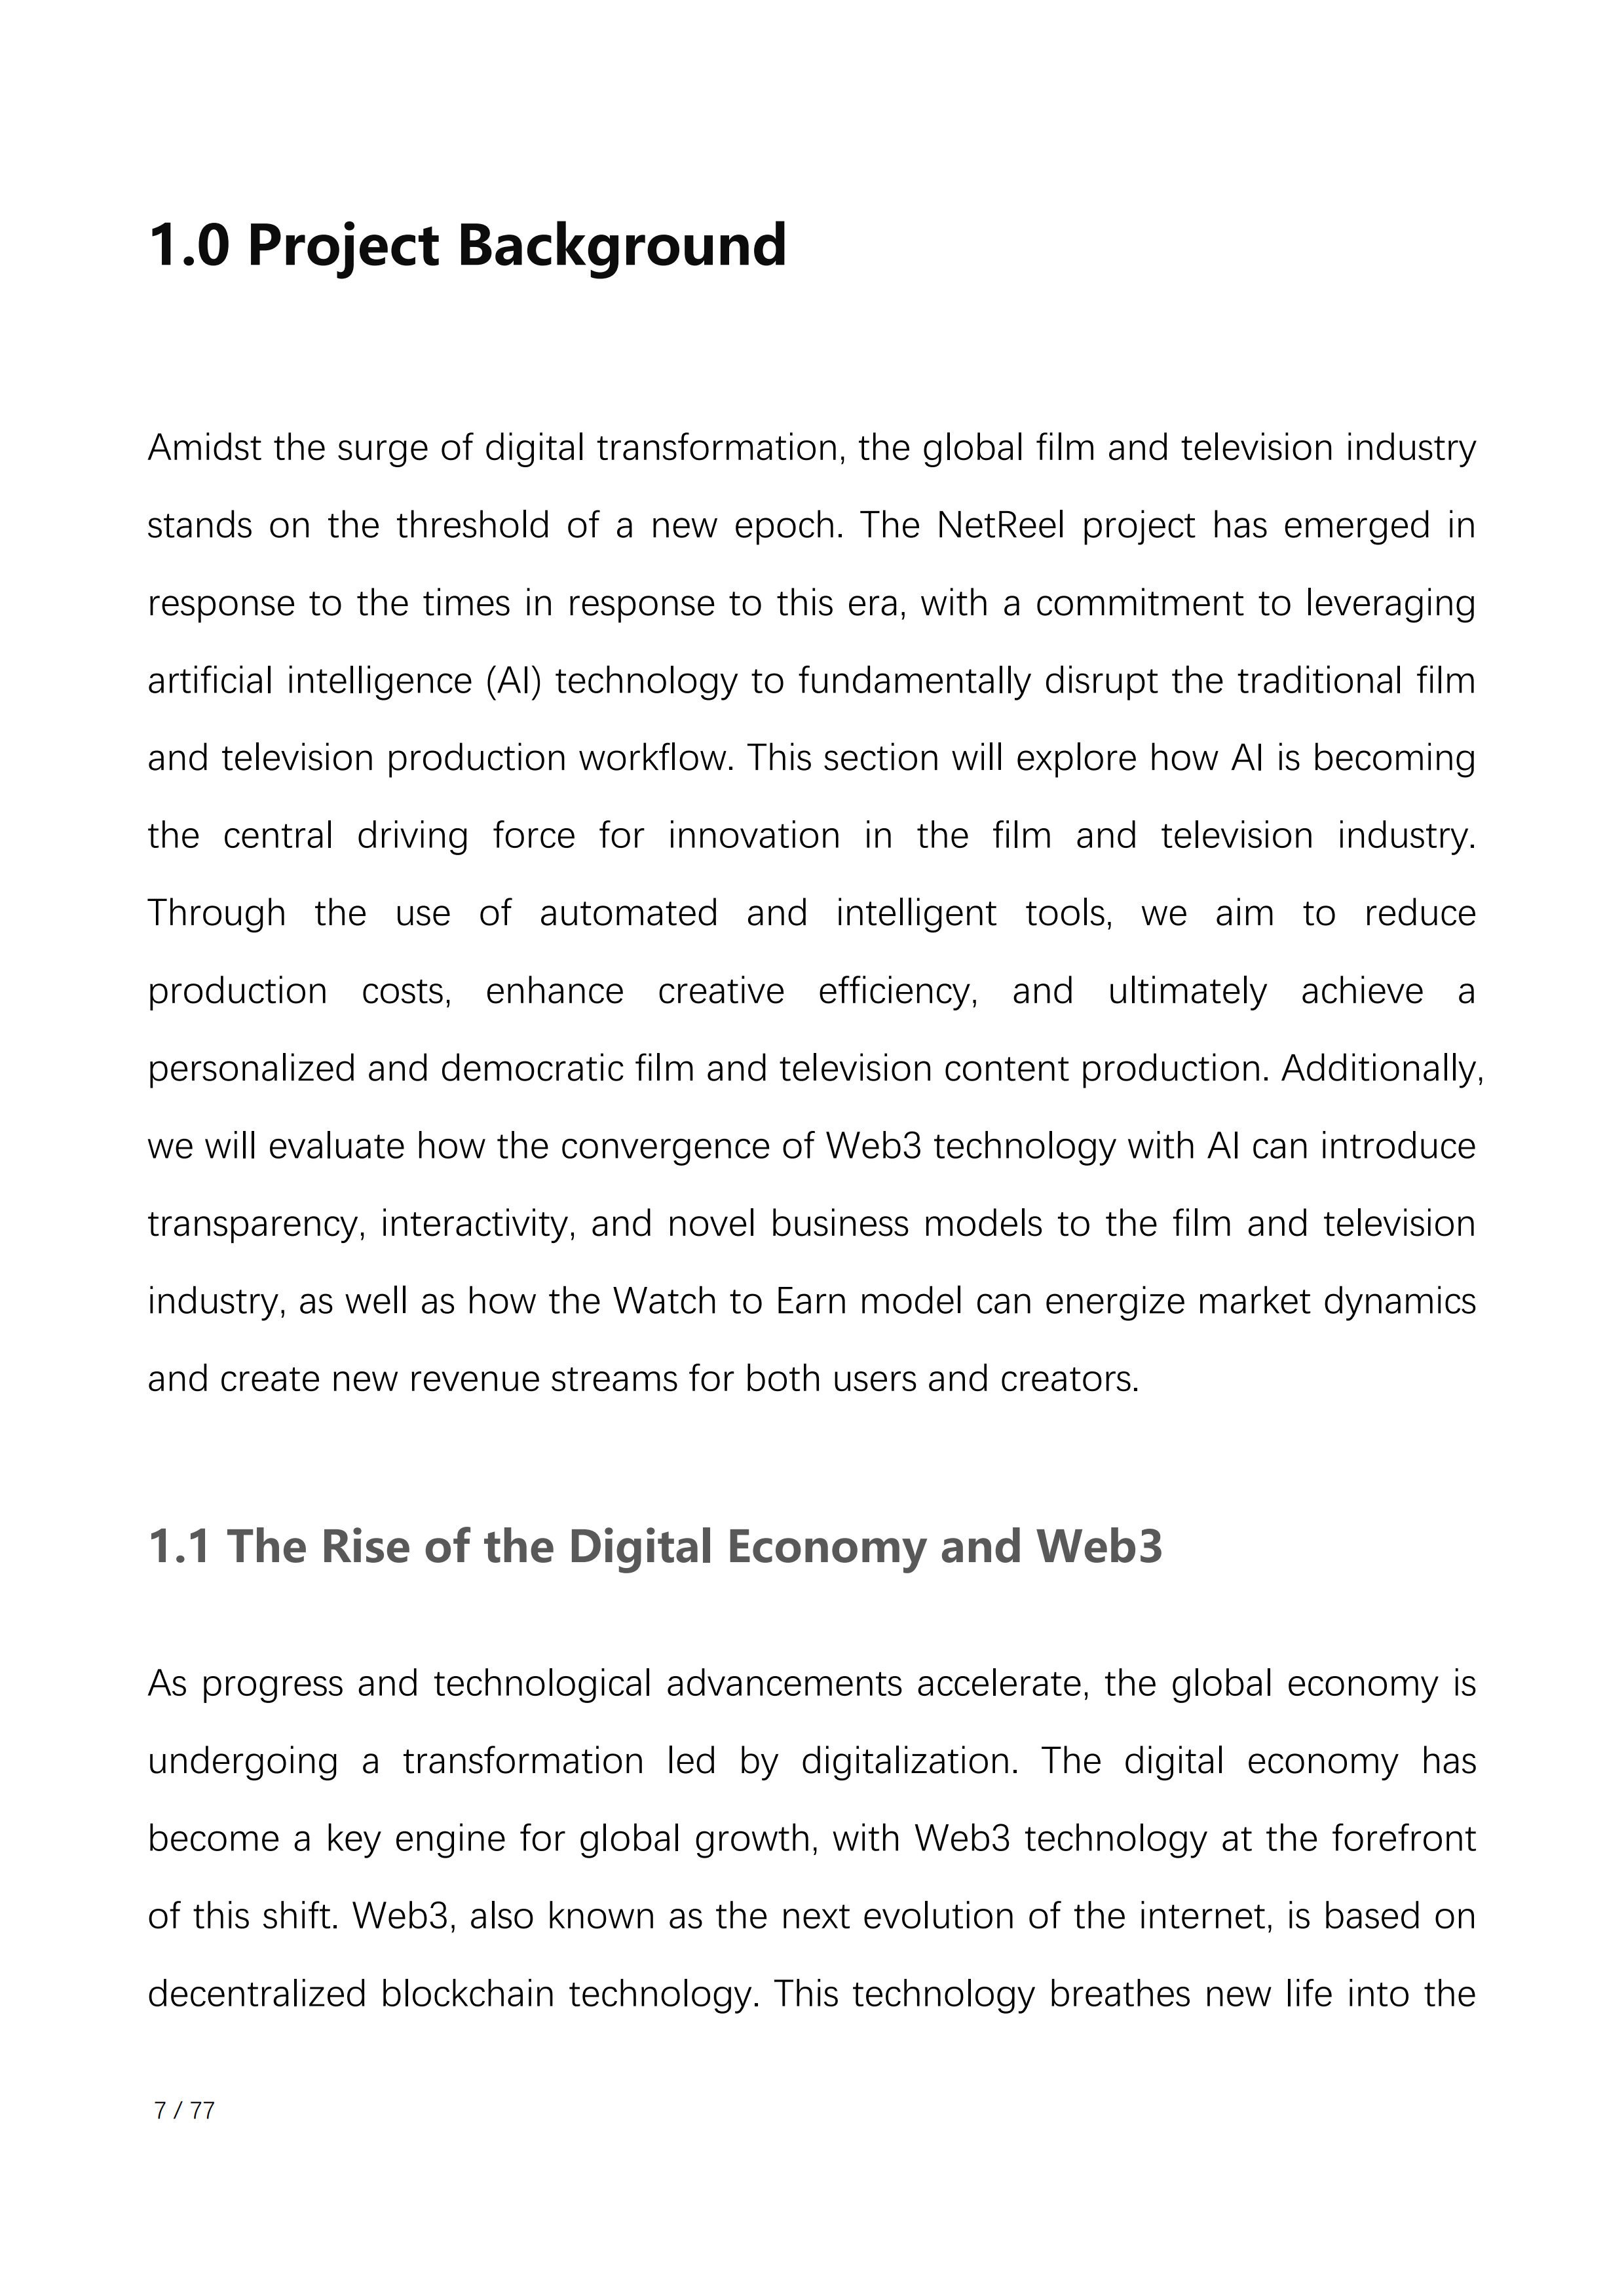 1.0 Project Background
Amidst the surge of digital transformation, the global film and television industry
stands on the threshold of a new epoch. The NetReel project has emerged in
response to the times in response to this era, with a commitment to leveraging
artificial intelligence (AI) technology to fundamentally disrupt the traditional film
and television production workflow. This section will explore how AI is becoming
the central driving force for innovation in the film and television industry.
Through the use of automated and intelligent tools, we aim to reduce
production costs, enhance creative efficiency, and ultimately achieve a
personalized and democratic film and television content production. Additionally,
we will evaluate how the convergence of Web3 technology with AI can introduce
transparency, interactivity, and novel business models to the film and television
industry, as well as how the Watch to Earn model can energize market dynamics
and create new revenue streams for both users and creators.
1.1 The Rise of the Digital Economy and Web3
As progress and technological advancements accelerate, the global economy is
undergoing a transformation led by digitalization. The digital economy has
become a key engine for global growth, with Web3 technology at the forefront
of this shift. Web3, also known as the next evolution of the internet, is based on
decentralized blockchain technology. This technology breathes new life into the
7 / 77